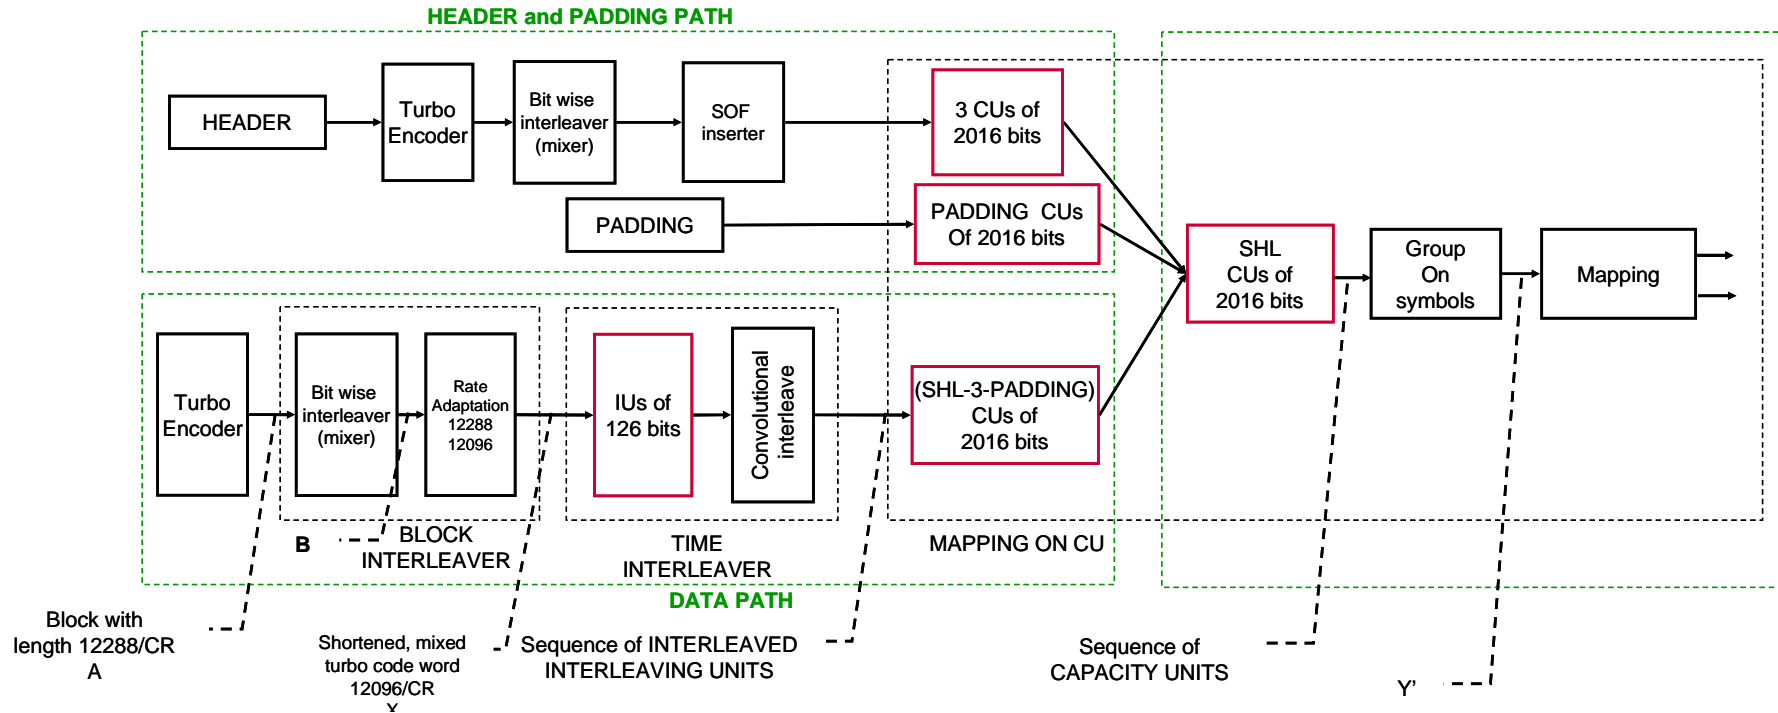 HEADER and PADDING PATH
HEADER
Turbo
Encoder
Bit wise
interleaver
(mixer)
SOF
inserter
3 CUs of
2016 bits
PADDING
PADDING CUs
Of 2016 bits
SHL
CUs of
2016 bits
Group
On
symbols
Mapping
Turbo
Encoder
Bit wise
interleaver
(mixer)
Rate
Adaptation
12288
12096
IUs of
126 bits
Convolutional
interleave
(SHL-3-PADDING)
CUs of
2016 bits
B
BLOCK
INTERLEAVER
TIME
INTERLEAVER
MAPPING ON CU
DATA PATH
Block with
length 12288/CR
A
Shortened, mixed
turbo code word
12096/CR
X
Sequence of INTERLEAVED
INTERLEAVING UNITS
Sequence of
CAPACITY UNITS
Y'